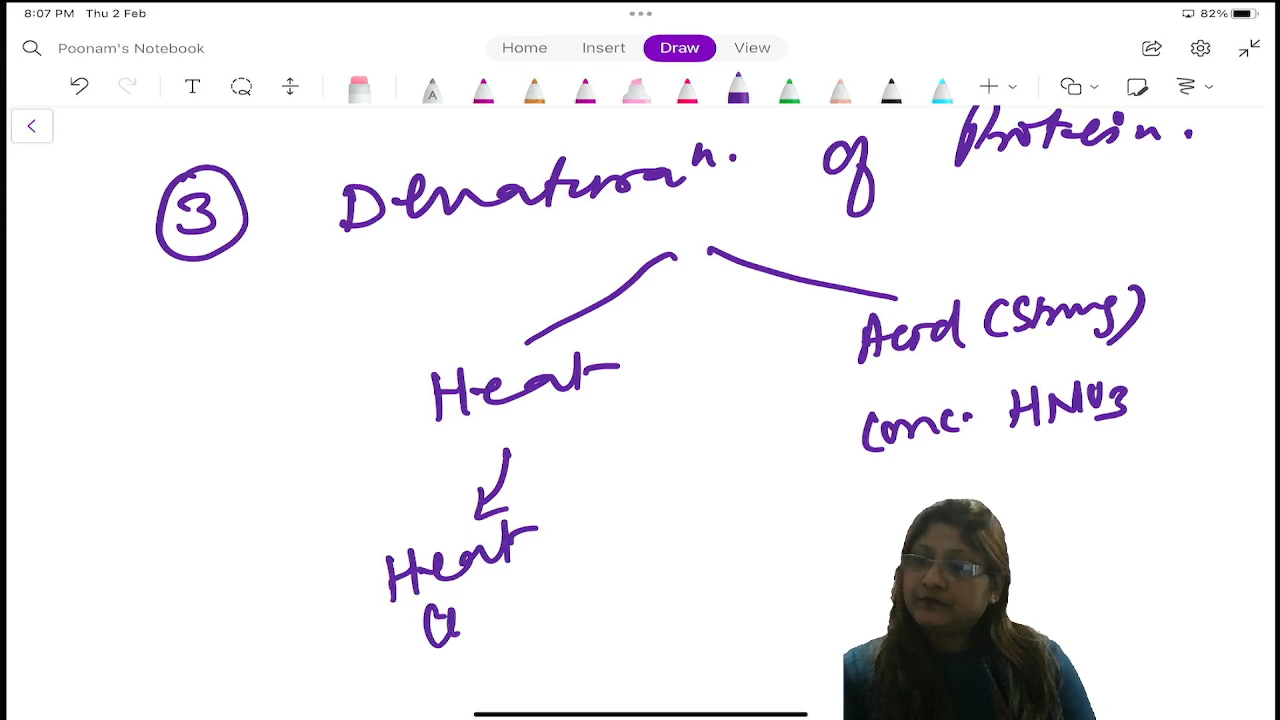 8:07 PM Thu 2 Feb
82%
Poonam's Notebook
Home Insert Draw View
T
A
③ Denaturaⁿ. of Protein.
Heat
Acid (Strong)
Conc. HNO3
Heat